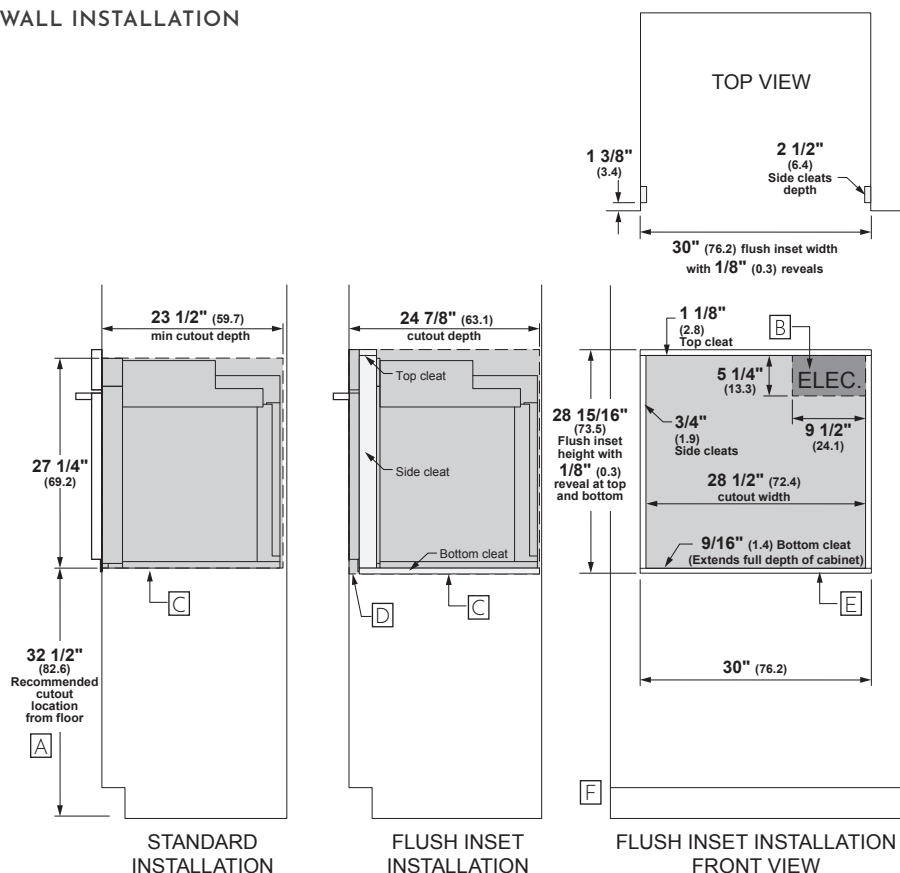 WALL INSTALLATION
TOP VIEW
1 3/8"
(3.4)
2 1/2"
(6.4)
Side cleats
depth
30" (76.2) flush inset width
with 1/8" (0.3) reveals
23 1/2" (59.7)
min cutout depth
27 1/4"
(69.2)
C
32 1/2"
(82.6)
Recommended
cutout
location
from floor
A
STANDARD
INSTALLATION
24 7/8" (63.1)
cutout depth
Top cleat
Side cleat
Bottom cleat
D
C
FLUSH INSET
INSTALLATION
28 15/16"
(73.5)
Flush inset
height with
1/8" (0.3)
reveal at top
and bottom
1 1/8"
(2.8)
Top cleat
B
5 1/4"
(13.3)
ELEC.
3/4"
(1.9)
Side cleats
9 1/2"
(24.1)
28 1/2" (72.4)
cutout width
9/16" (1.4) Bottom cleat
(Extends full depth of cabinet)
E
30" (76.2)
F
FLUSH INSET INSTALLATION
FRONT VIEW